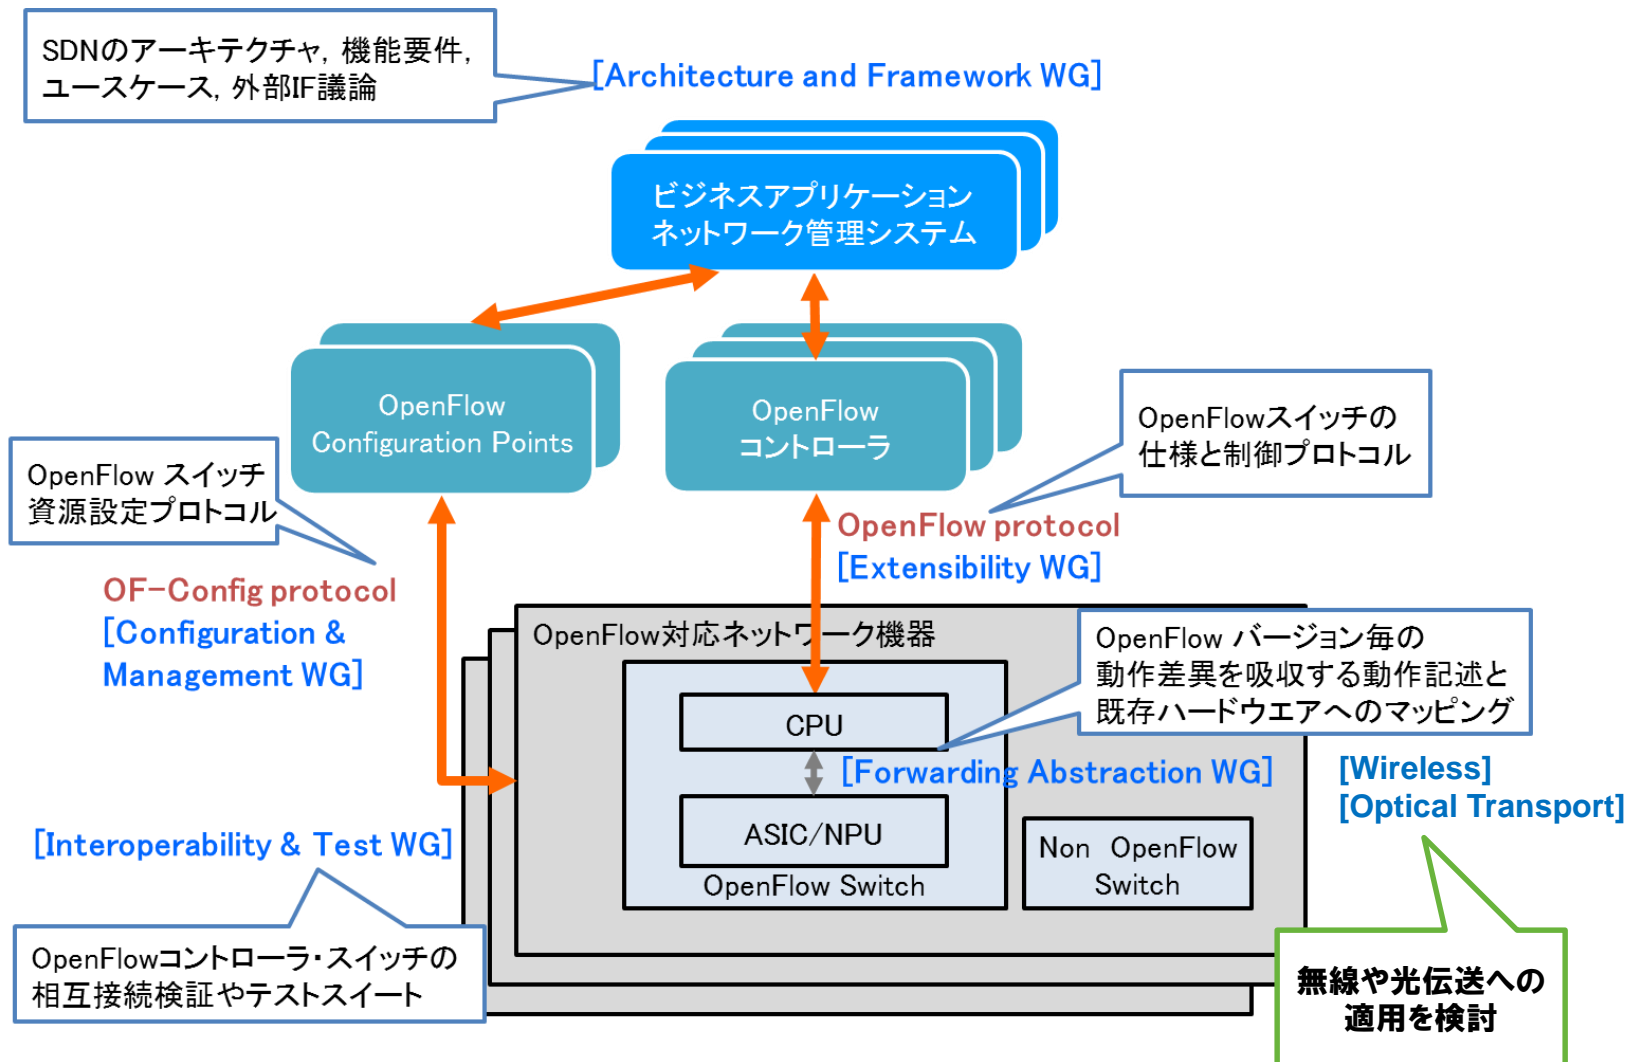 SDNのアーキテクチャ, 機能要件,
ユースケース, 外部IF議論
[Architecture and Framework WG]
ビジネスアプリケーション
ネットワーク管理システム
OpenFlow
Configuration Points
OpenFlow
コントローラ
OpenFlowスイッチの
仕様と制御プロトコル
OpenFlow スイッチ
資源設定プロトコル
OpenFlow protocol
[Extensibility WG]
OF-Config protocol
[Configuration &
Management WG]
OpenFlow対応ネットワーク機器
OpenFlow バージョン毎の
動作差異を吸収する動作記述と
既存ハードウエアへのマッピング
CPU
[Forwarding Abstraction WG]
[Wireless]
[Optical Transport]
ASIC/NPU
OpenFlow Switch
Non OpenFlow
Switch
[Interoperability & Test WG]
OpenFlowコントローラ・スイッチの
相互接続検証やテストスイート
無線や光伝送への
適用を検討